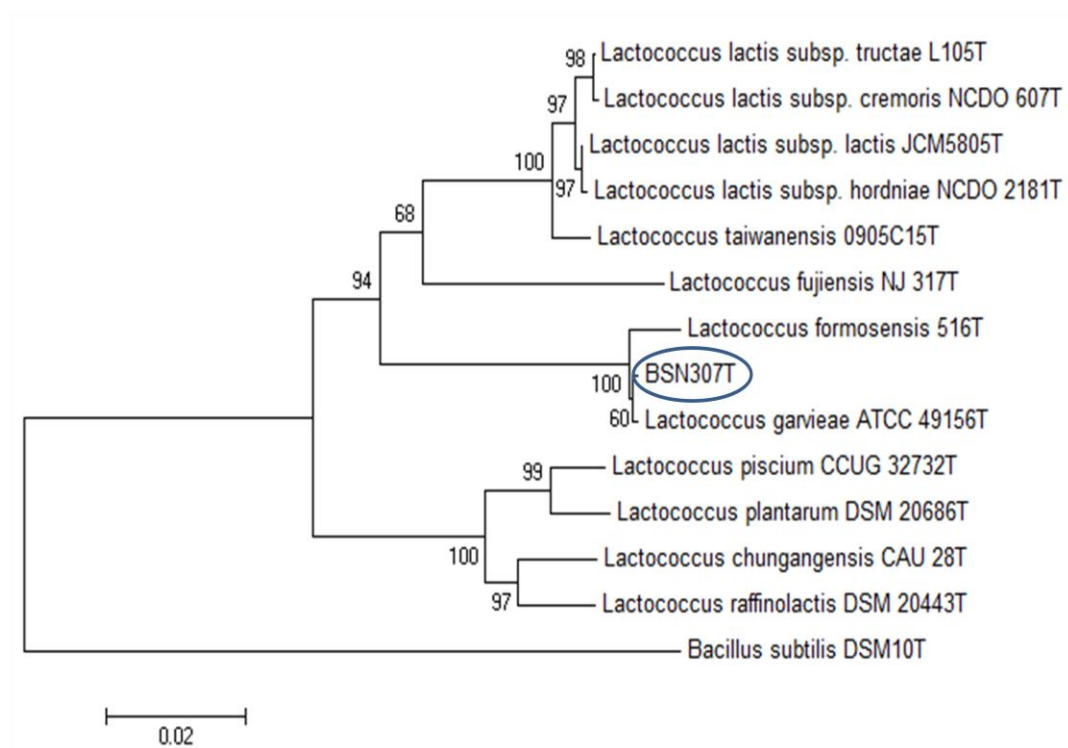 98
Lactococcus lactis subsp. tructae L105T
Lactococcus lactis subsp. cremoris NCDO 607T
97
Lactococcus lactis subsp. lactis JCM5805T
100
97
Lactococcus lactis subsp. hordniae NCDO 2181T
68
Lactococcus taiwanensis 0905C15T
94
Lactococcus fujiensis NJ 317T
Lactococcus formosensis 516T
BSN307T
100
60
Lactococcus garvieae ATCC 49156T
Lactococcus piscium CCUG 32732T
99
Lactococcus plantarum DSM 20686T
100
Lactococcus chungangensis CAU 28T
97
Lactococcus raffinolactis DSM 20443T
Bacillus subtilis DSM10T
0.02